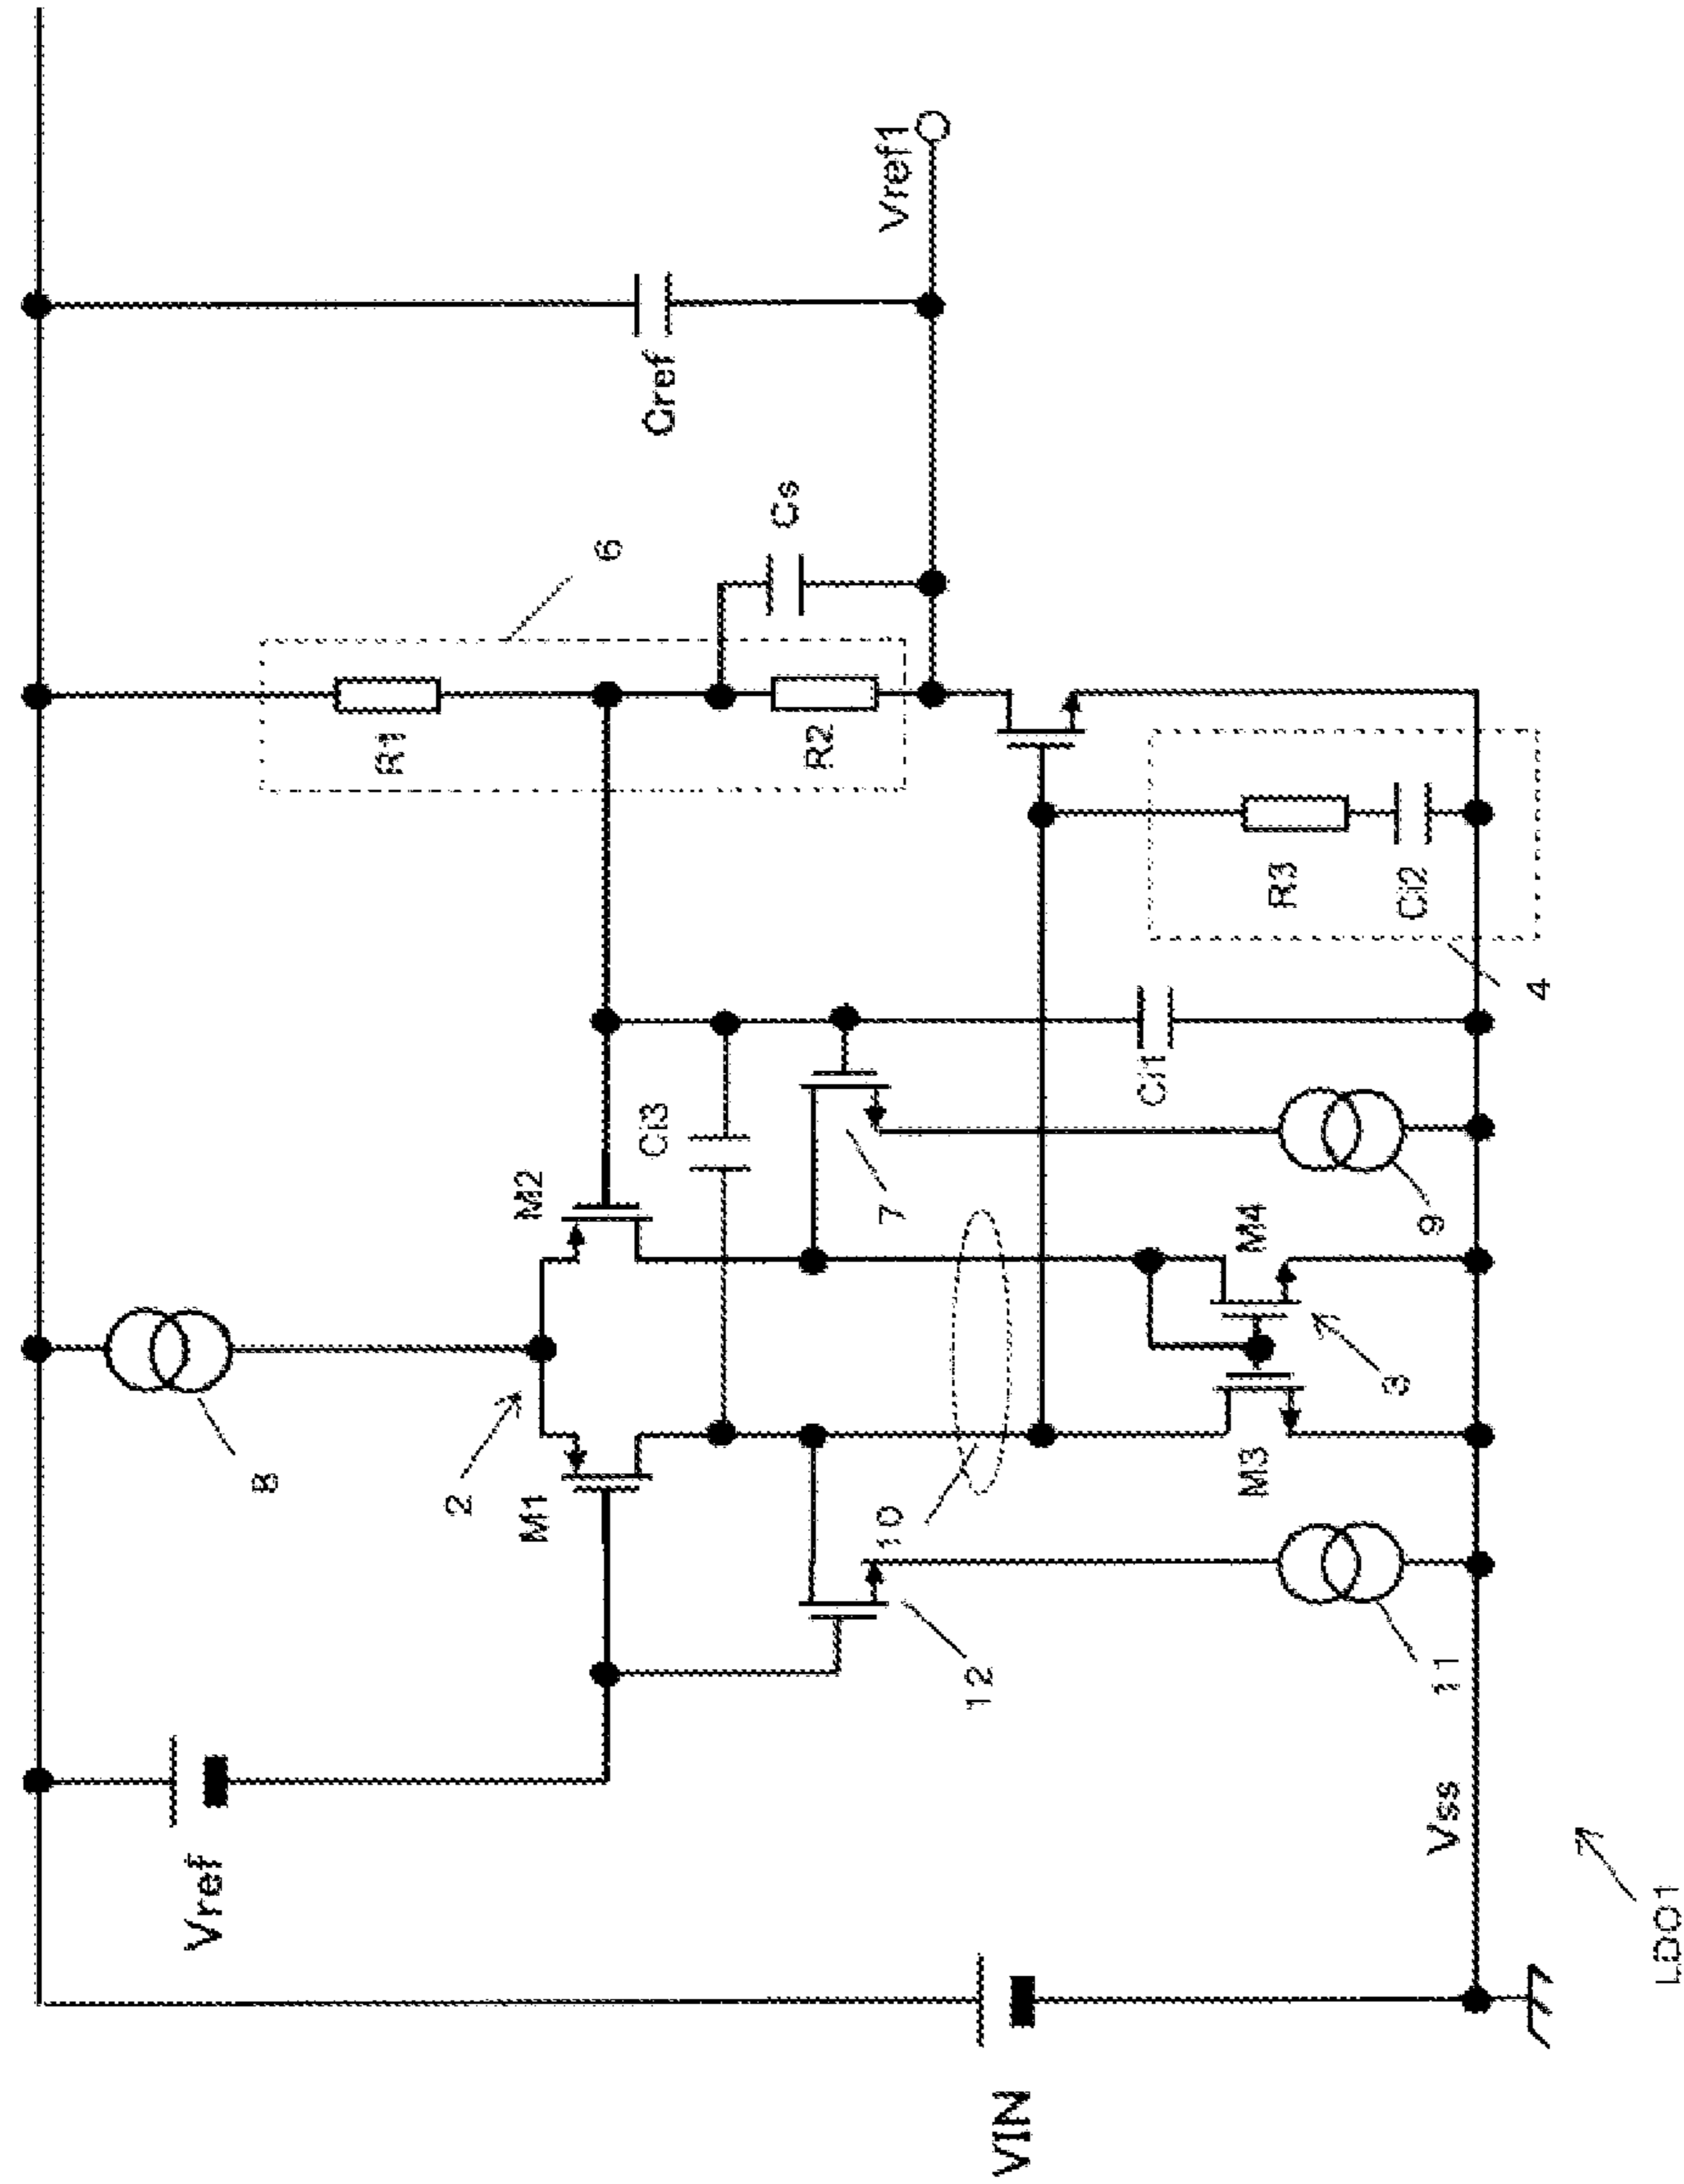 VIN
Vref
8
2
M1
M2
Ci3
R1
6
R2
Cs
Cref
Vref1
12
10
7
11
M3
M4
3
9
Ci1
R3
Ci2
4
Vss
LDO1